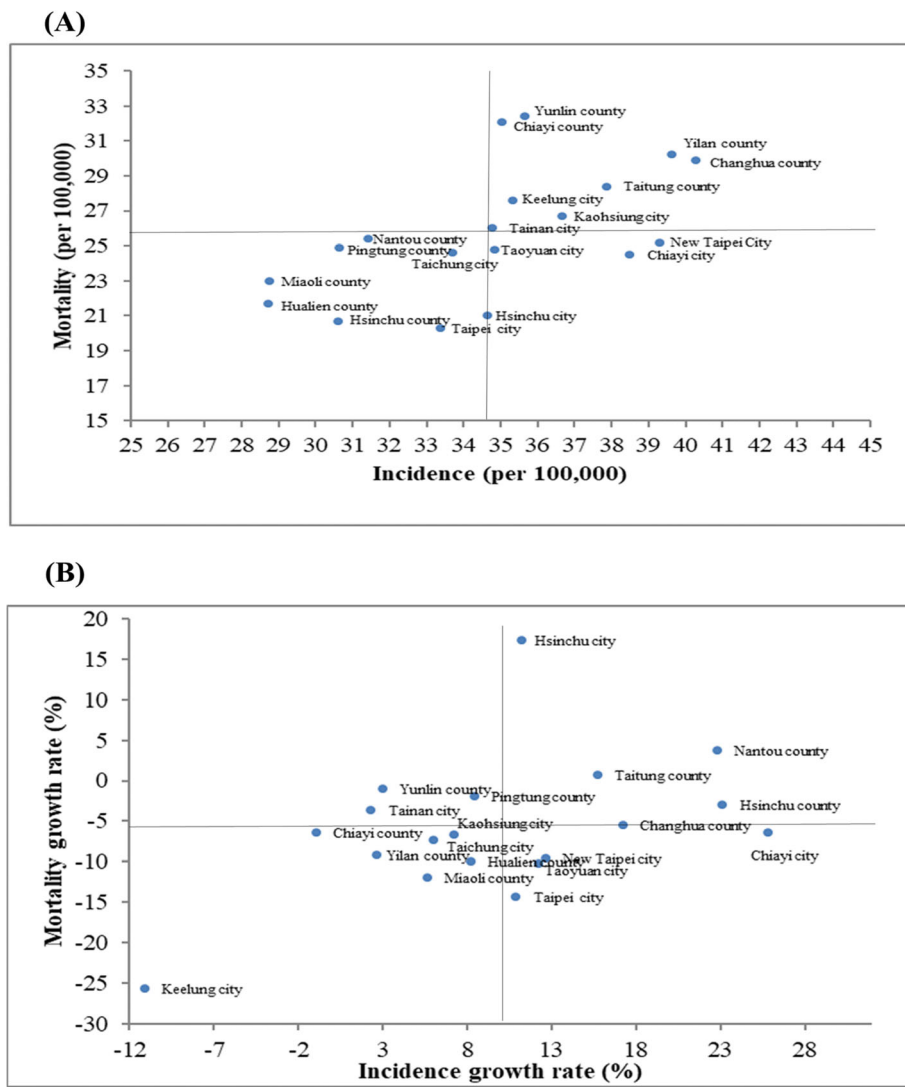 (A)
35
33
31
29
27
25
23
21
19
17
15
Mortality (per 100,000)
Yunlin county
Chiayi county
Yilan county
Changhua county
Taitung county
Keelung city
Kaohsiung city
Tainan city
Nantou county
New Taipei City
Pingtung county
Taoyuan city
Chiayi city
Taichung city
Miaoli county
Hualien county
Hsinchu county
Hsinchu city
Taipei city
25 26 27 28 29 30 31 32 33 34 35 36 37 38 39 40 41 42 43 44 45
Incidence (per 100,000)
(B)
20
15
10
5
0
-5
-10
-15
-20
-25
-30
Mortality growth rate (%)
Hsinchu city
Nantou county
Taitung county
Yunlin county
Pingtung county
Hsinchu county
Tainan city
Kaohsiung city
Changhua county
Chiayi county
Taichung city
Yilan county
Hualien county
New Taipei city
Chiayi city
Taoyuan city
Miaoli county
Taipei city
Keelung city
-12 -7 -2 3 8 13 18 23 28
Incidence growth rate (%)